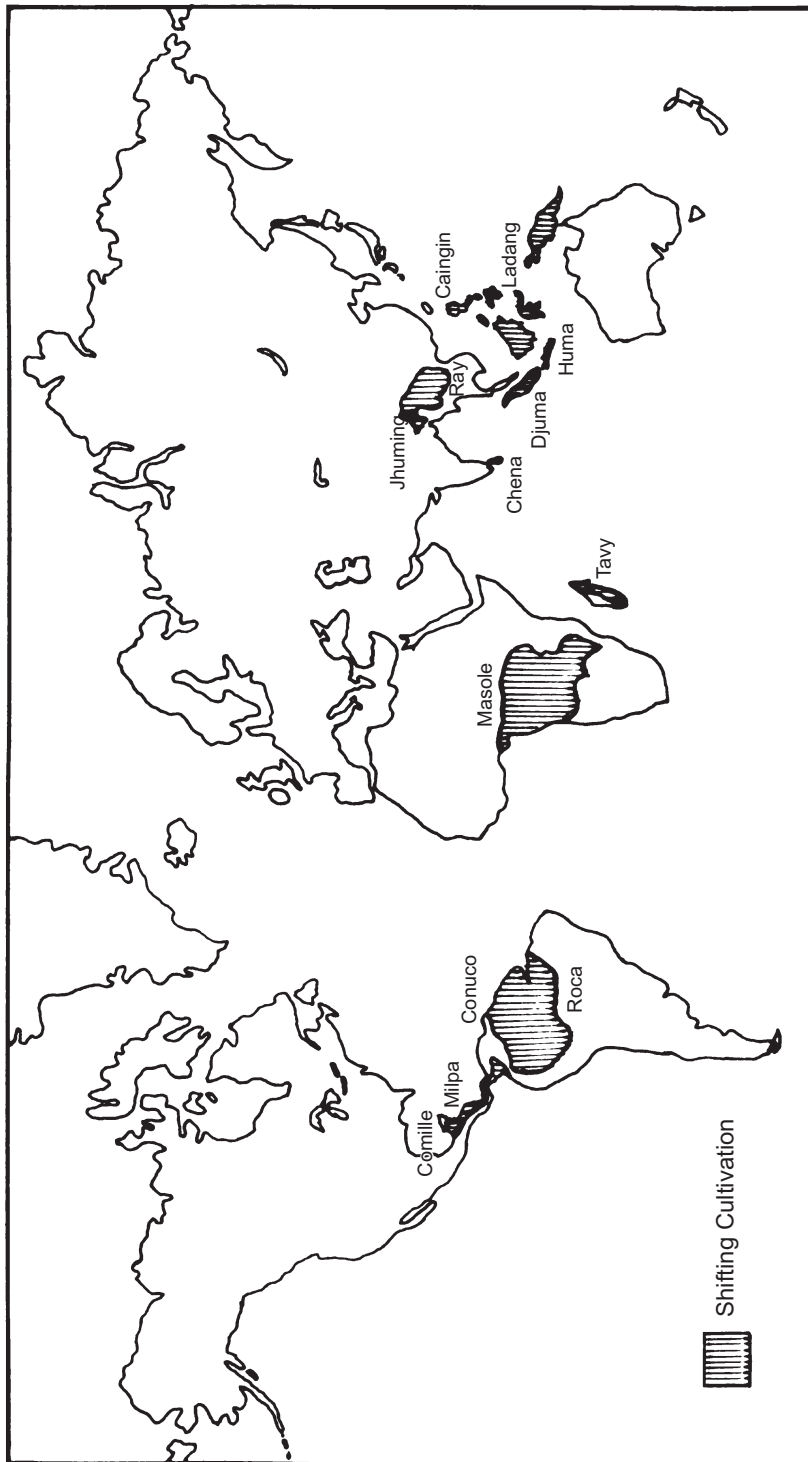 Comille
Milpa
Conuco
Roca
Masole
Tavy
Jhuming
Ray
Chena
Djuma
Huma
Caingin
Ladang
Shifting Cultivation